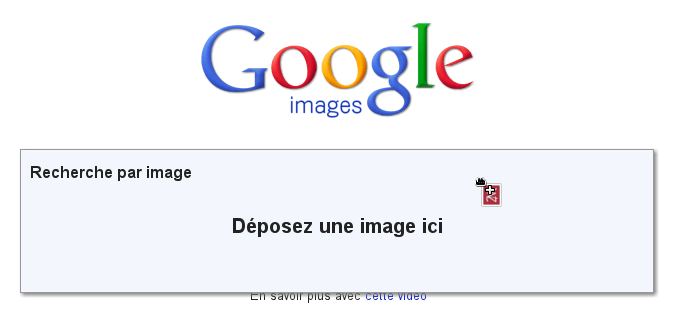 Google
images
Recherche par image
Déposez une image ici
En savoir plus avec cette vidéo